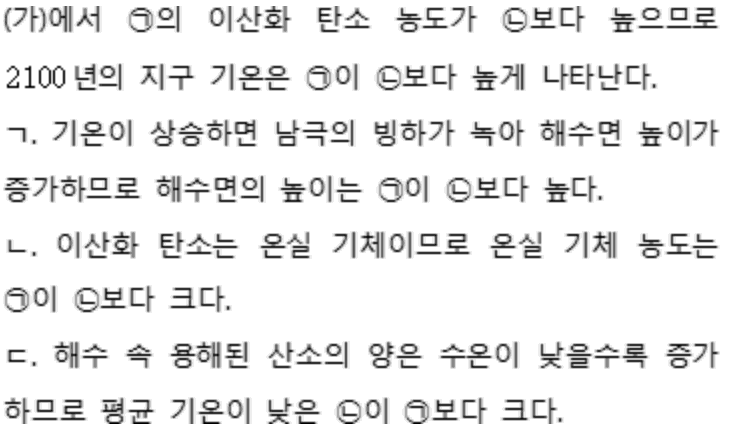 (가)에서 ㉠의 이산화 탄소 농도가 ㉡보다 높으므로
2100년의 지구 기온은 ㉠이 ㉡보다 높게 나타난다.
ㄱ. 기온이 상승하면 남극의 빙하가 녹아 해수면 높이가
증가하므로 해수면의 높이는 ㉠이 ㉡보다 높다.
ㄴ. 이산화 탄소는 온실 기체이므로 온실 기체 농도는
㉠이 ㉡보다 크다.
ㄷ. 해수 속 용해된 산소의 양은 수온이 낮을수록 증가
하므로 평균 기온이 낮은 ㉡이 ㉠보다 크다.